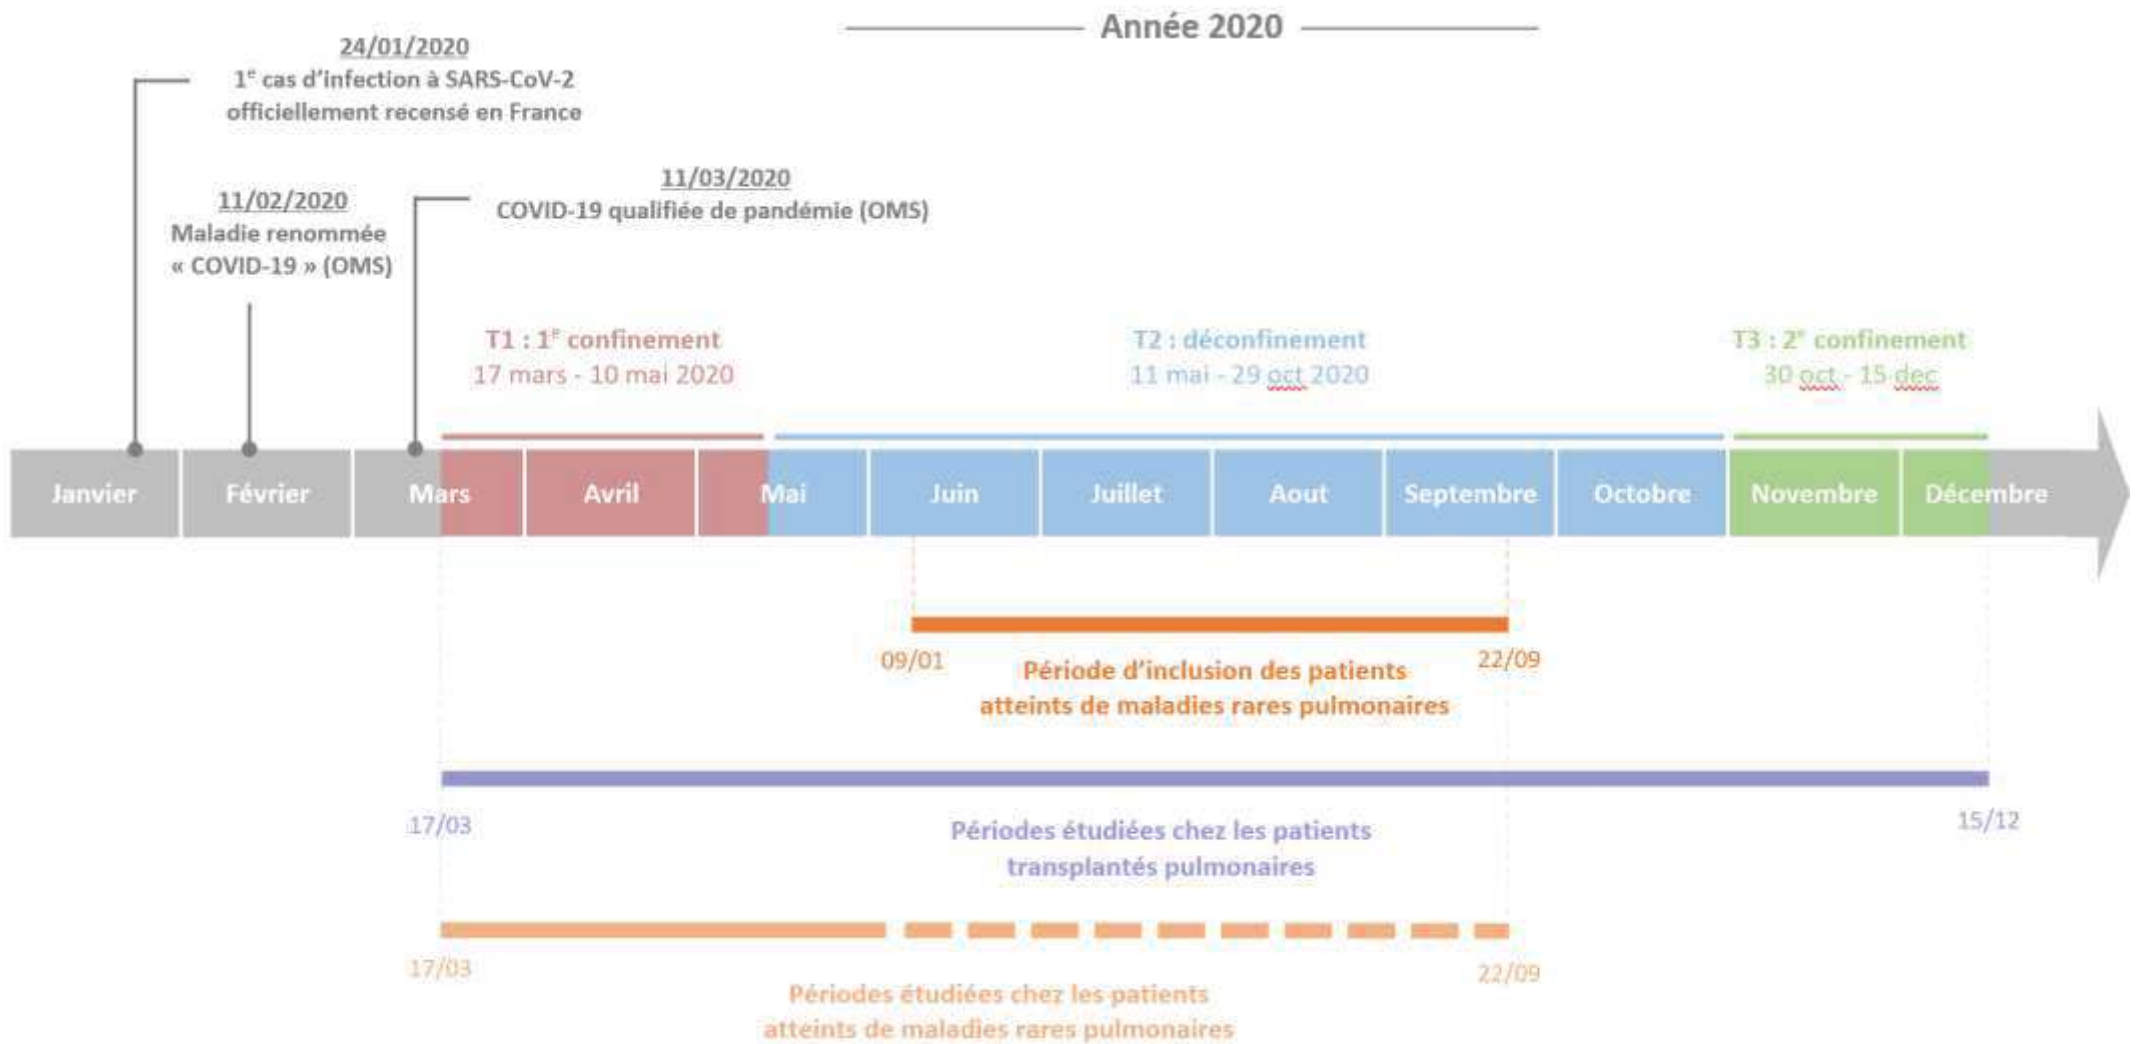 Année 2020
24/01/2020
1e cas d'infection à SARS-CoV-2
officiellement recensé en France
11/02/2020
Maladie renommée
« COVID-19 » (OMS)
11/03/2020
COVID-19 qualifiée de pandémie (OMS)
T1 : 1e confinement
17 mars - 10 mai 2020
T2 : déconfinement
11 mai - 29 oct 2020
T3 : 2e confinement
30 oct - 15 dec
Janvier Février Mars Avril Mai Juin Juillet Aout Septembre Octobre Novembre Décembre
09/01 22/09
Période d'inclusion des patients
atteints de maladies rares pulmonaires
17/03 15/12
Périodes étudiées chez les patients
transplantés pulmonaires
17/03 22/09
Périodes étudiées chez les patients
atteints de maladies rares pulmonaires